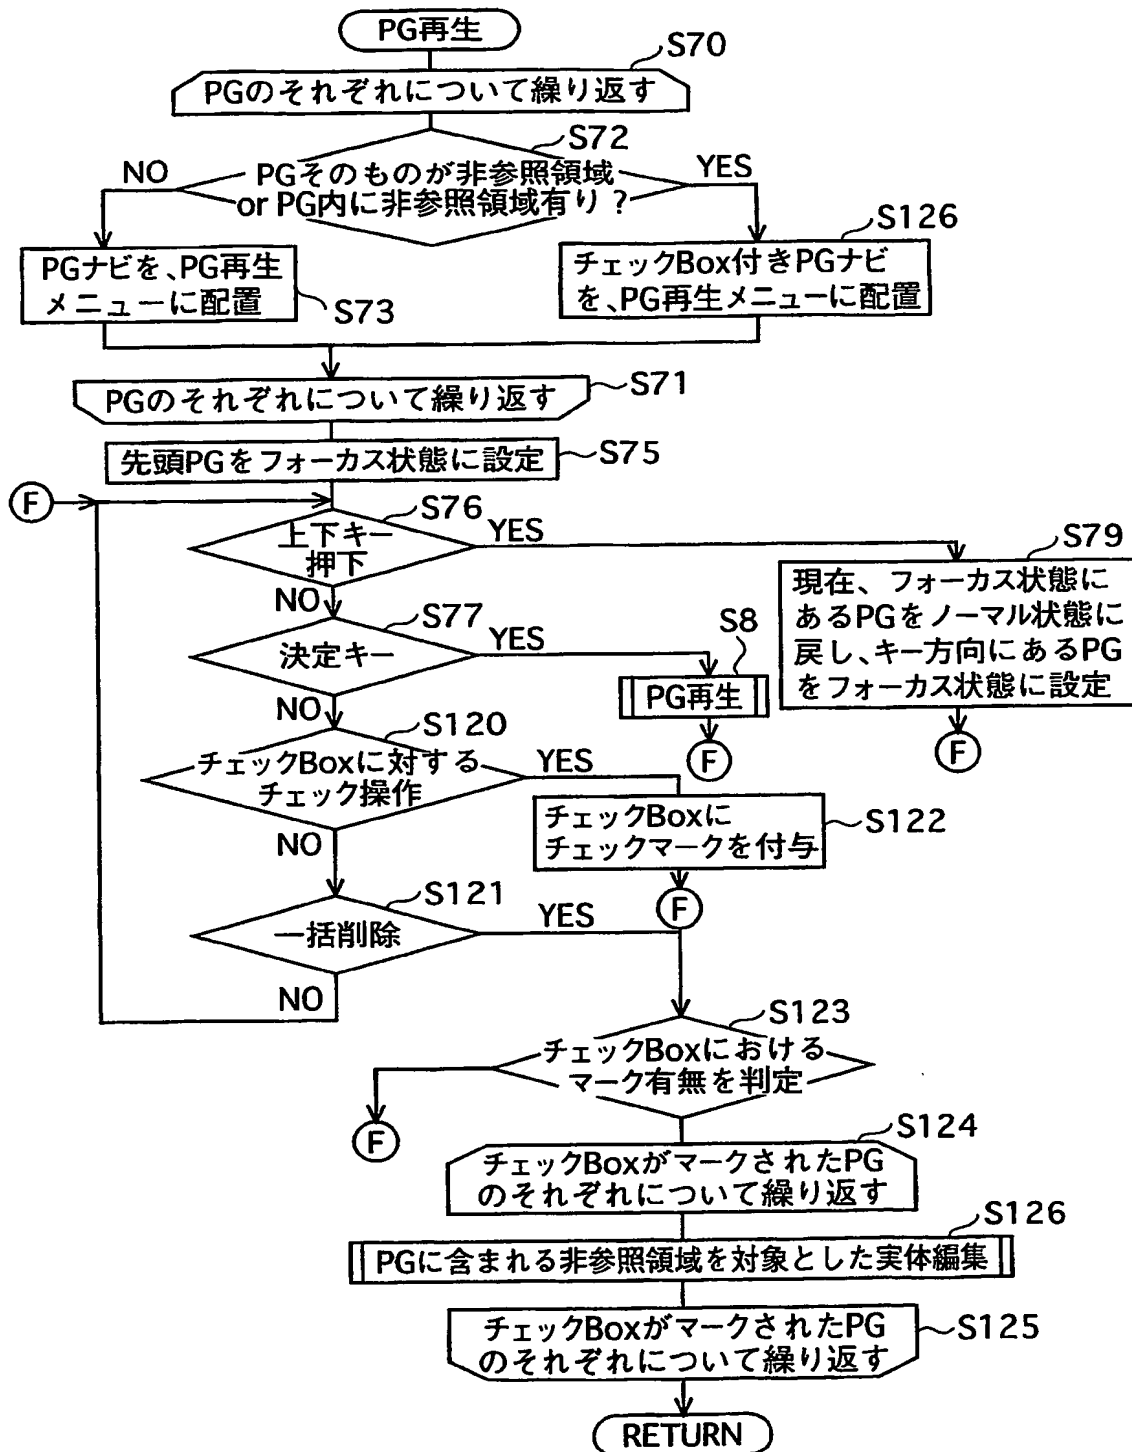 PG再生
S70
PGのそれぞれについて繰り返す
S72
NO
YES
PGそのものが非参照領域
or PG内に非参照領域有り?
S126
PGナビを、PG再生
メニューに配置
S73
チェックBox付きPGナビ
を、PG再生メニューに配置
S71
PGのそれぞれについて繰り返す
先頭PGをフォーカス状態に設定
S75
F
S76
上下キー
押下
YES
S79
現在、フォーカス状態に
あるPGをノーマル状態に
戻し、キー方向にあるPG
をフォーカス状態に設定
F
NO
S77
決定キー
YES
S8
PG再生
F
NO
S120
チェックBoxに対する
チェック操作
YES
チェックBoxに
チェックマークを付与
S122
F
NO
S121
一括削除
YES
NO
S123
チェックBoxにおける
マーク有無を判定
F
S124
チェックBoxがマークされたPG
のそれぞれについて繰り返す
S126
PGに含まれる非参照領域を対象とした実体編集
チェックBoxがマークされたPG
のそれぞれについて繰り返す
S125
RETURN